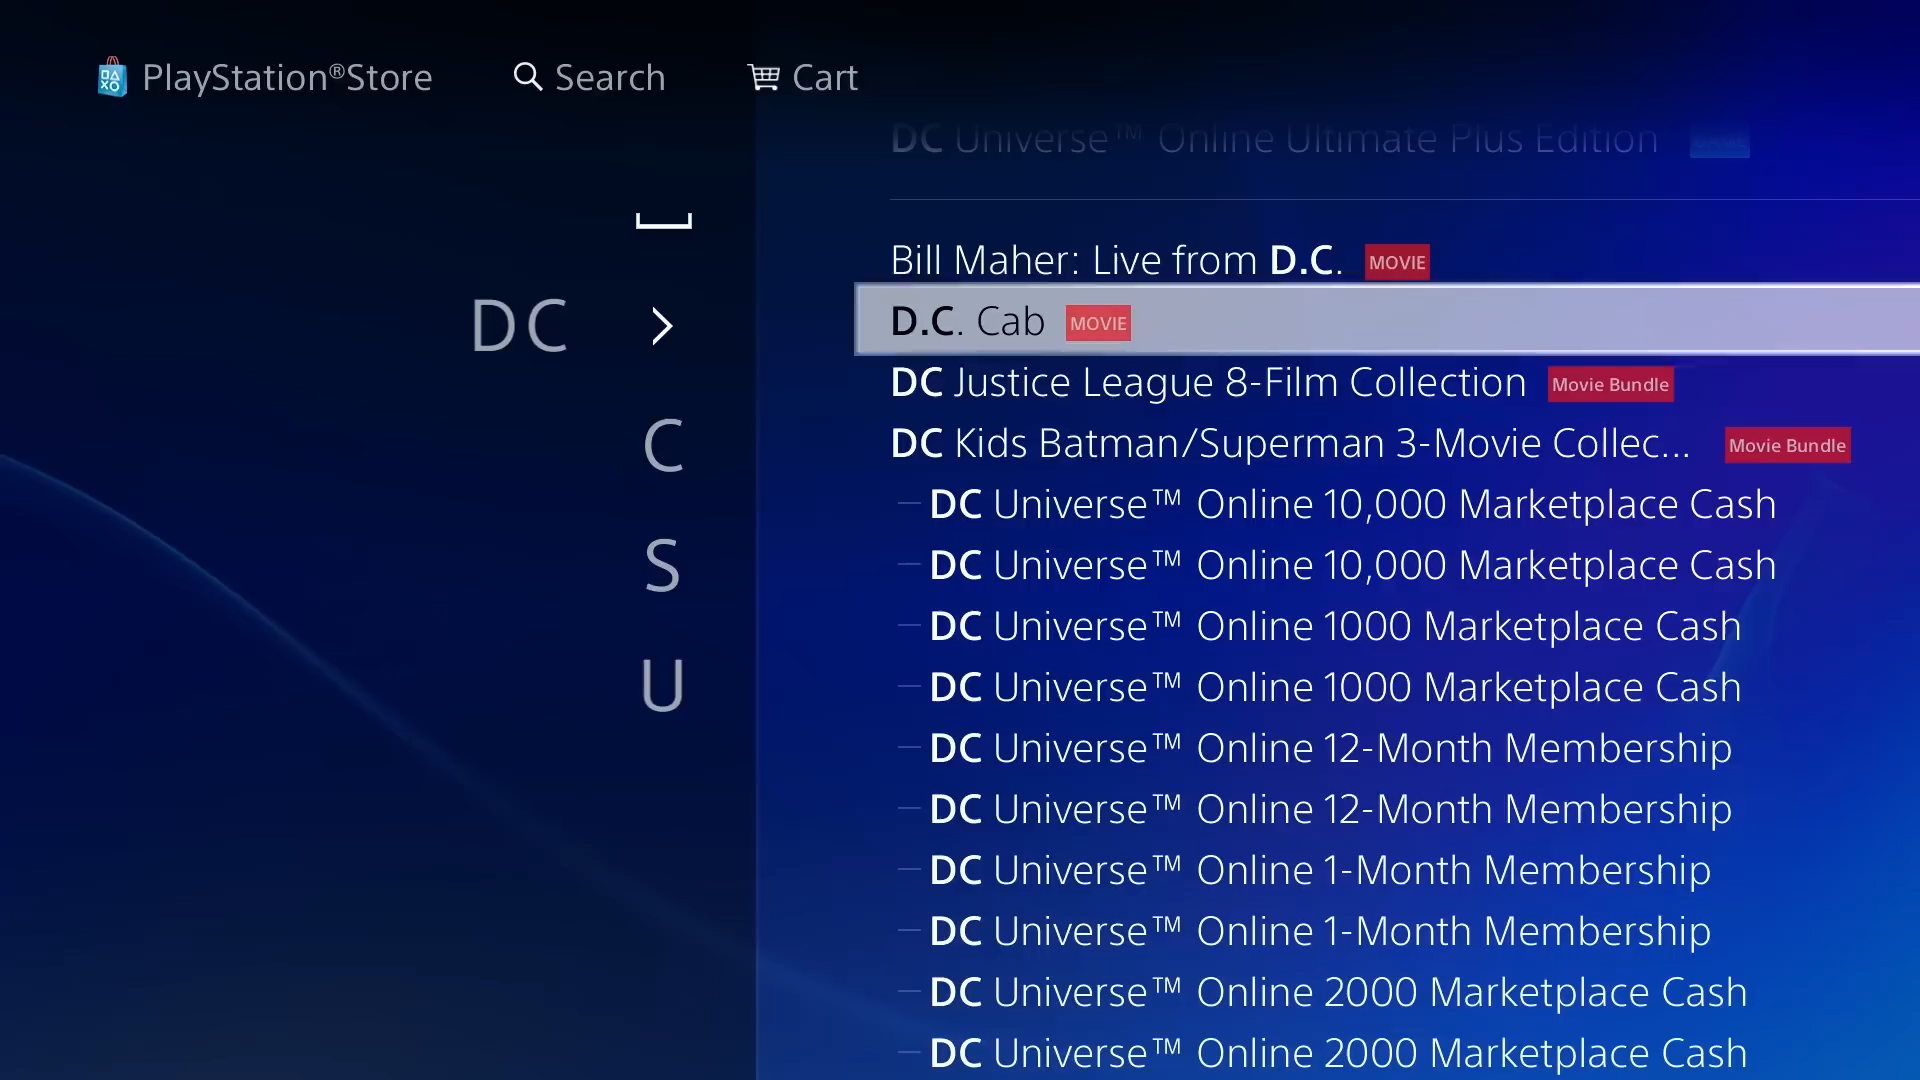 PlayStation®Store Search Cart
DC Universe™ Online Ultimate Plus Edition
Bill Maher: Live from D.C. MOVIE
DC
D.C. Cab MOVIE
DC Justice League 8-Film Collection Movie Bundle
C
DC Kids Batman/Superman 3-Movie Collec... Movie Bundle
DC Universe™ Online 10,000 Marketplace Cash
S
DC Universe™ Online 10,000 Marketplace Cash
DC Universe™ Online 1000 Marketplace Cash
U
DC Universe™ Online 1000 Marketplace Cash
DC Universe™ Online 12-Month Membership
DC Universe™ Online 12-Month Membership
DC Universe™ Online 1-Month Membership
DC Universe™ Online 1-Month Membership
DC Universe™ Online 2000 Marketplace Cash
DC Universe™ Online 2000 Marketplace Cash